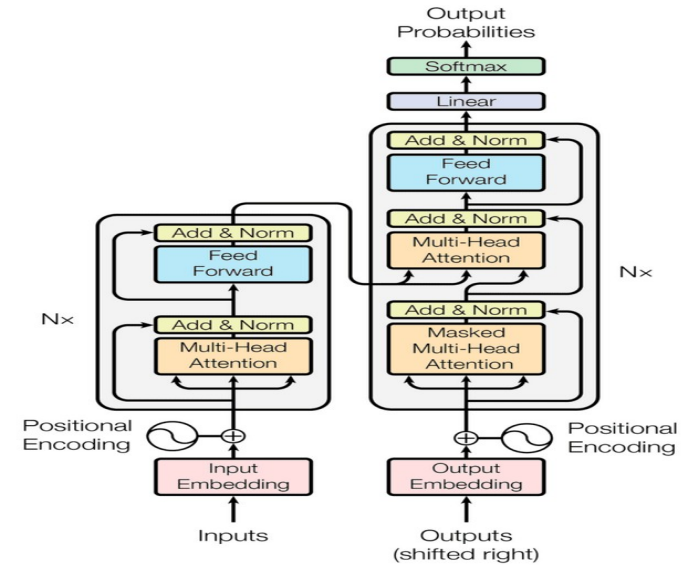 Output
Probabilities
Softmax
Linear
Add & Norm
Feed
Forward
Add & Norm
Multi-Head
Attention
Add & Norm
Masked
Multi-Head
Attention
Nx
Add & Norm
Feed
Forward
Add & Norm
Multi-Head
Attention
Nx
Positional
Encoding
Positional
Encoding
Input
Embedding
Output
Embedding
Inputs
Outputs
(shifted right)